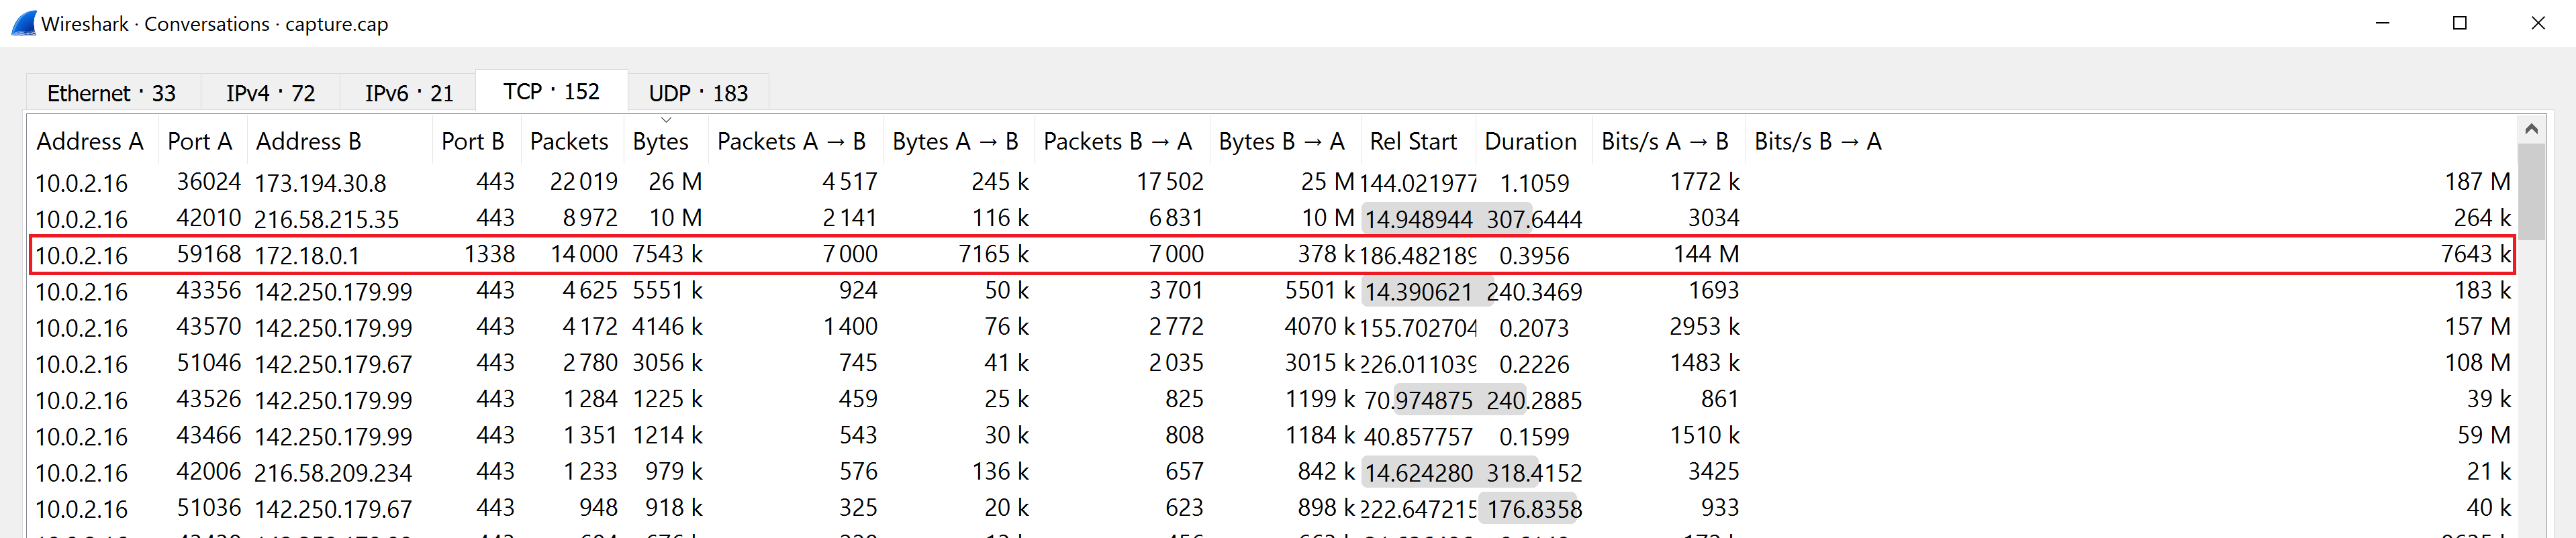 Wireshark · Conversations · capture.cap
Ethernet · 33 IPv4 · 72 IPv6 · 21 TCP · 152 UDP · 183
Address A Port A Address B Port B Packets Bytes Packets A → B Bytes A → B Packets B → A Bytes B → A Rel Start Duration Bits/s A → B Bits/s B → A
10.0.2.16 36024 173.194.30.8 443 22 019 26 M 4 517 245 k 17 502 25 M 144.021977 1.1059 1772 k 187 M
10.0.2.16 42010 216.58.215.35 443 8 972 10 M 2 141 116 k 6 831 10 M 14.948944 307.6444 3034 264 k
10.0.2.16 59168 172.18.0.1 1338 14 000 7543 k 7 000 7165 k 7 000 378 k 186.482189 0.3956 144 M 7643 k
10.0.2.16 43356 142.250.179.99 443 4 625 5551 k 924 50 k 3 701 5501 k 14.390621 240.3469 1693 183 k
10.0.2.16 43570 142.250.179.99 443 4 172 4146 k 1 400 76 k 2 772 4070 k 155.702704 0.2073 2953 k 157 M
10.0.2.16 51046 142.250.179.67 443 2 780 3056 k 745 41 k 2 035 3015 k 226.011039 0.2226 1483 k 108 M
10.0.2.16 43526 142.250.179.99 443 1 284 1225 k 459 25 k 825 1199 k 70.974875 240.2885 861 39 k
10.0.2.16 43466 142.250.179.99 443 1 351 1214 k 543 30 k 808 1184 k 40.857757 0.1599 1510 k 59 M
10.0.2.16 42006 216.58.209.234 443 1 233 979 k 576 136 k 657 842 k 14.624280 318.4152 3425 21 k
10.0.2.16 51036 142.250.179.67 443 948 918 k 325 20 k 623 898 k 222.647215 176.8358 933 40 k